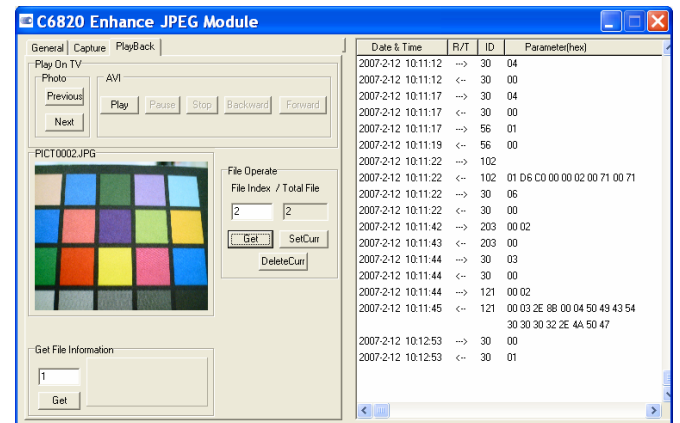 C6820 Enhance JPEG Module
General Capture PlayBack
Play On TV
Photo
AVI
Previous
Next
Play Pause Stop Backward Forward
PICT0002.JPG
File Operate
File Index / Total File
2 2
Get SetCurr
DeleteCurr
Get File Information
1
Get
Date & Time R/T ID Parameter(hex)
2007-2-12 10:11:12 ---> 30 04
2007-2-12 10:11:12 <-- 30 00
2007-2-12 10:11:17 ---> 30 04
2007-2-12 10:11:17 <-- 30 00
2007-2-12 10:11:17 ---> 56 01
2007-2-12 10:11:19 <-- 56 00
2007-2-12 10:11:22 ---> 102
2007-2-12 10:11:22 <-- 102 01 D6 C0 00 00 02 00 71 00 71
2007-2-12 10:11:22 ---> 30 06
2007-2-12 10:11:22 <-- 30 00
2007-2-12 10:11:42 ---> 203 00 02
2007-2-12 10:11:43 <-- 203 00
2007-2-12 10:11:44 ---> 30 03
2007-2-12 10:11:44 <-- 30 00
2007-2-12 10:11:44 ---> 121 00 02
2007-2-12 10:11:45 <-- 121 00 03 2E 8B 00 04 50 49 43 54
30 30 30 32 2E 4A 50 47
2007-2-12 10:12:53 ---> 30 00
2007-2-12 10:12:53 <-- 30 01